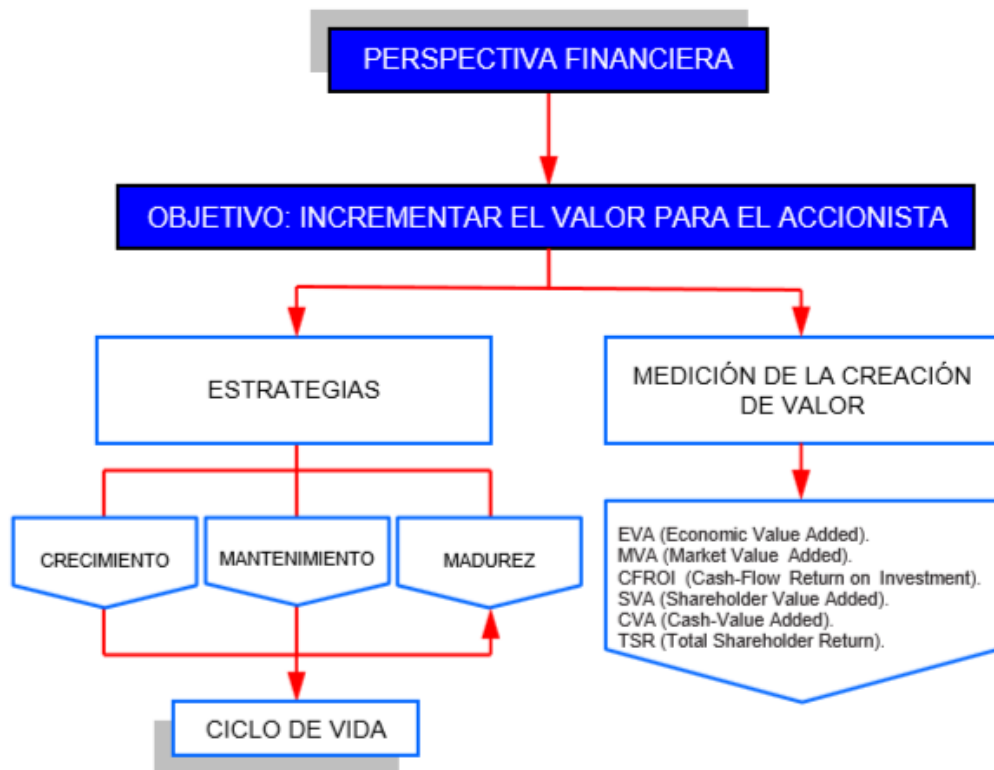 PERSPECTIVA FINANCIERA
OBJETIVO: INCREMENTAR EL VALOR PARA EL ACCIONISTA
ESTRATEGIAS
MEDICIÓN DE LA CREACIÓN
DE VALOR
CRECIMIENTO
MANTENIMIENTO
MADUREZ
EVA (Economic Value Added).
MVA (Market Value Added).
CFROI (Cash-Flow Return on Investment).
SVA (Shareholder Value Added).
CVA (Cash-Value Added).
TSR (Total Shareholder Return).
CICLO DE VIDA